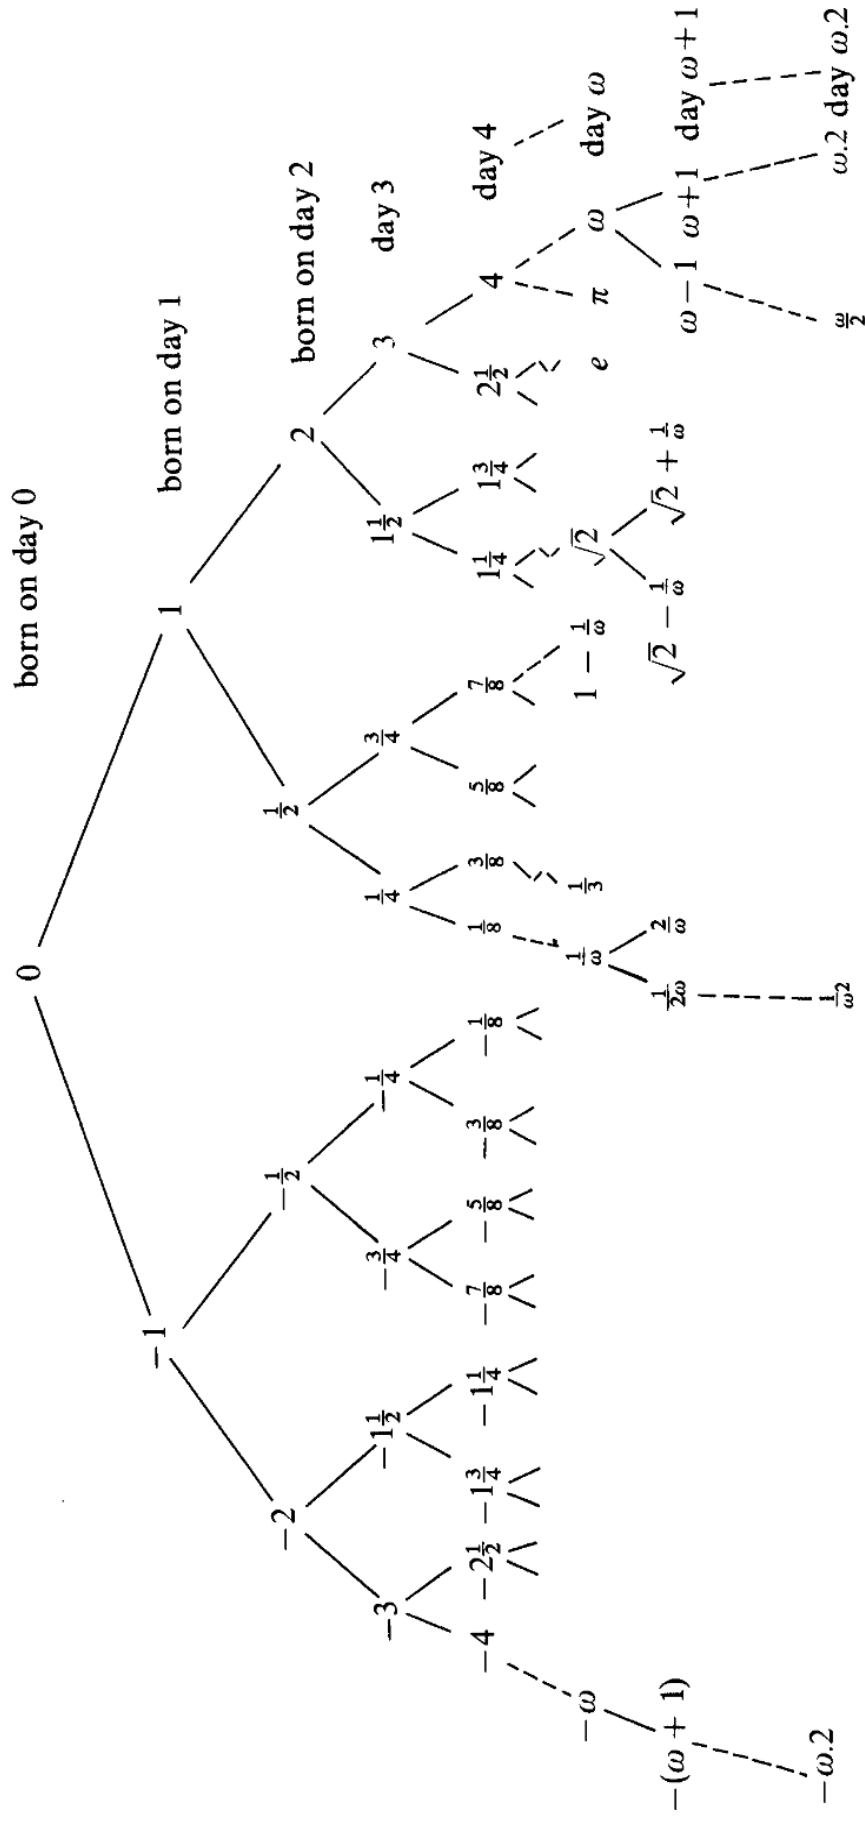 0 born on day 0
−1 1 born on day 1
−2 −½ ½ 2 born on day 2
−3 −1½ −¾ −¼ ¼ ¾ 1½ 3 day 3
−4 −2½ −1¾ −1¼ −⅞ −⅝ −⅜ −⅛ ⅛ ⅜ ⅝ ⅞ 1¼ 1¾ 2½ 4 day 4
−ω 1/ω 1/3 1 − 1/ω √2 e π ω day ω
−(ω + 1) 1/2ω 2/ω √2 − 1/ω √2 + 1/ω ω − 1 ω + 1 day ω + 1
−ω.2 1/ω² ω/2 ω.2 day ω.2